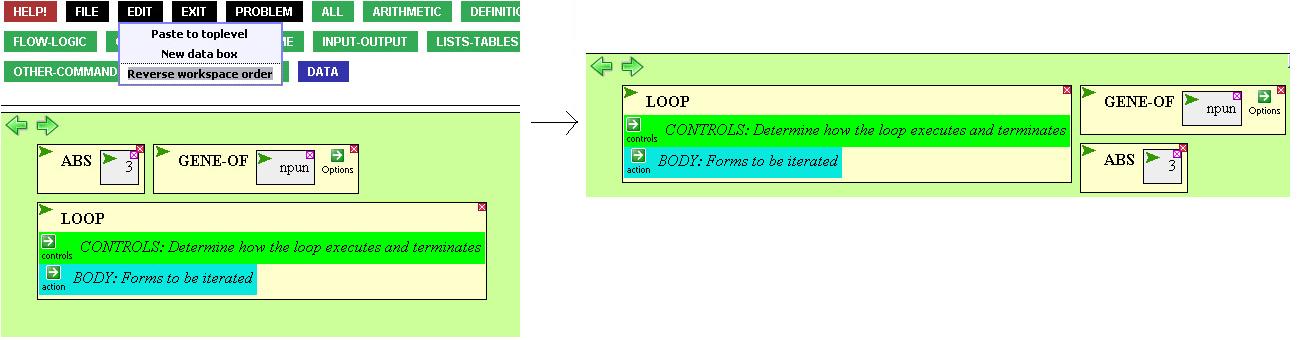 HELP! FILE EDIT EXIT PROBLEM ALL ARITHMETIC DEFINITIO
Paste to toplevel
FLOW-LOGIC ME INPUT-OUTPUT LISTS-TABLES
New data box
OTHER-COMMAND DATA
Reverse workspace order
ABS 3 GENE-OF npun
Options
LOOP
CONTROLS: Determine how the loop executes and terminates
controls
BODY: Forms to be iterated
action
LOOP
CONTROLS: Determine how the loop executes and terminates
controls
BODY: Forms to be iterated
action
GENE-OF npun
Options
ABS 3